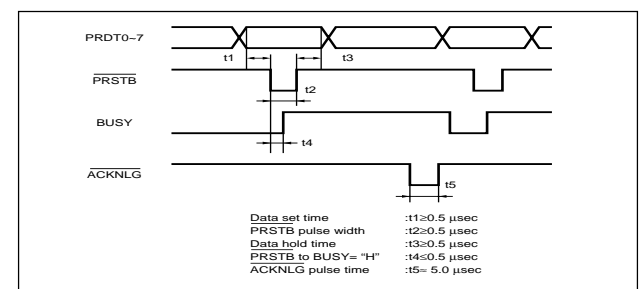 PRDT0~7
t1
t3
PRSTB
t2
BUSY
t4
ACKNLG
t5
Data set time :t1≥0.5 μsec
PRSTB pulse width :t2≥0.5 μsec
Data hold time :t3≥0.5 μsec
PRSTB to BUSY= “H” :t4≤0.5 μsec
ACKNLG pulse time :t5≈ 5.0 μsec